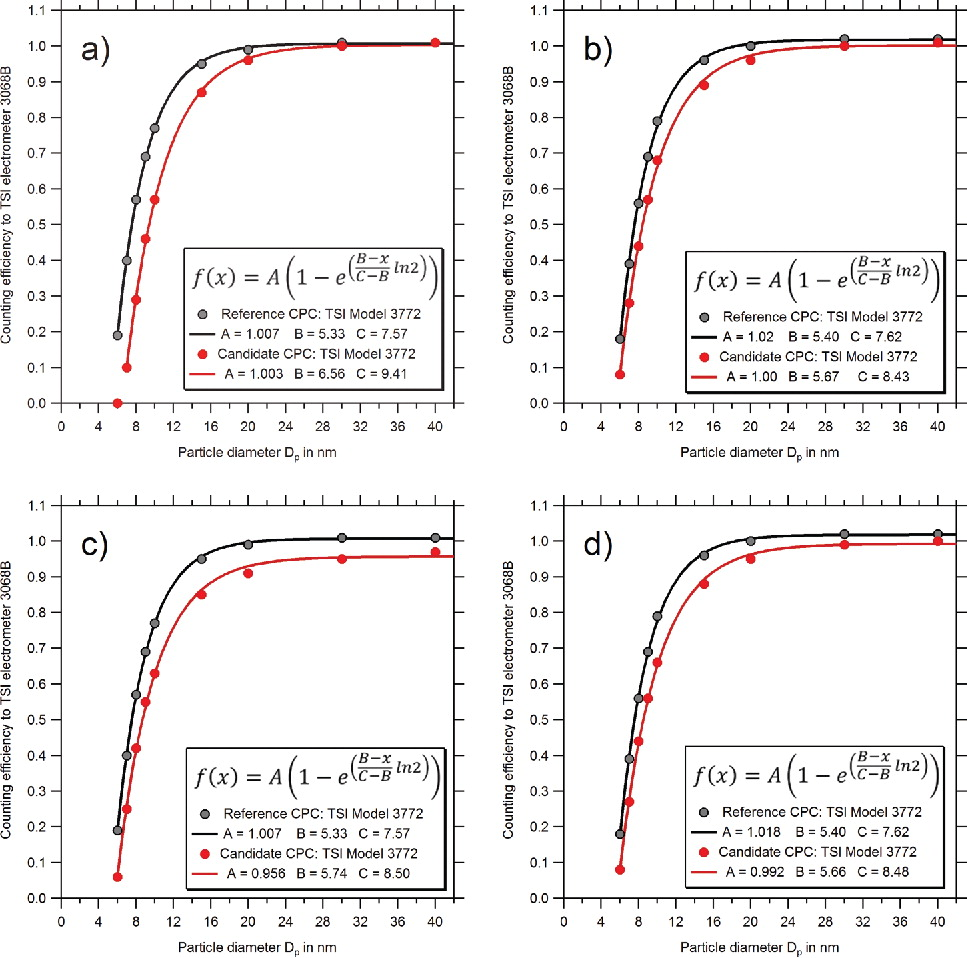 a)
Counting efficiency to TSI electrometer 3068B
1.1
1.0
0.9
0.8
0.7
0.6
0.5
0.4
0.3
0.2
0.1
0.0
f(x) = A(1 − e^((B−x)/(C−B) ln2))
Reference CPC: TSI Model 3772
A = 1.007 B = 5.33 C = 7.57
Candidate CPC: TSI Model 3772
A = 1.003 B = 6.56 C = 9.41
0 4 8 12 16 20 24 28 32 36 40
Particle diameter Dp in nm
b)
Counting efficiency to TSI electrometer 3068B
1.1
1.0
0.9
0.8
0.7
0.6
0.5
0.4
0.3
0.2
0.1
0.0
f(x) = A(1 − e^((B−x)/(C−B) ln2))
Reference CPC: TSI Model 3772
A = 1.02 B = 5.40 C = 7.62
Candidate CPC: TSI Model 3772
A = 1.00 B = 5.67 C = 8.43
0 4 8 12 16 20 24 28 32 36 40
Particle diameter Dp in nm
c)
Counting efficiency to TSI electrometer 3068B
1.1
1.0
0.9
0.8
0.7
0.6
0.5
0.4
0.3
0.2
0.1
0.0
f(x) = A(1 − e^((B−x)/(C−B) ln2))
Reference CPC: TSI Model 3772
A = 1.007 B = 5.33 C = 7.57
Candidate CPC: TSI Model 3772
A = 0.956 B = 5.74 C = 8.50
0 4 8 12 16 20 24 28 32 36 40
Particle diameter Dp in nm
d)
Counting efficiency to TSI electrometer 3068B
1.1
1.0
0.9
0.8
0.7
0.6
0.5
0.4
0.3
0.2
0.1
0.0
f(x) = A(1 − e^((B−x)/(C−B) ln2))
Reference CPC: TSI Model 3772
A = 1.018 B = 5.40 C = 7.62
Candidate CPC: TSI Model 3772
A = 0.992 B = 5.66 C = 8.48
0 4 8 12 16 20 24 28 32 36 40
Particle diameter Dp in nm